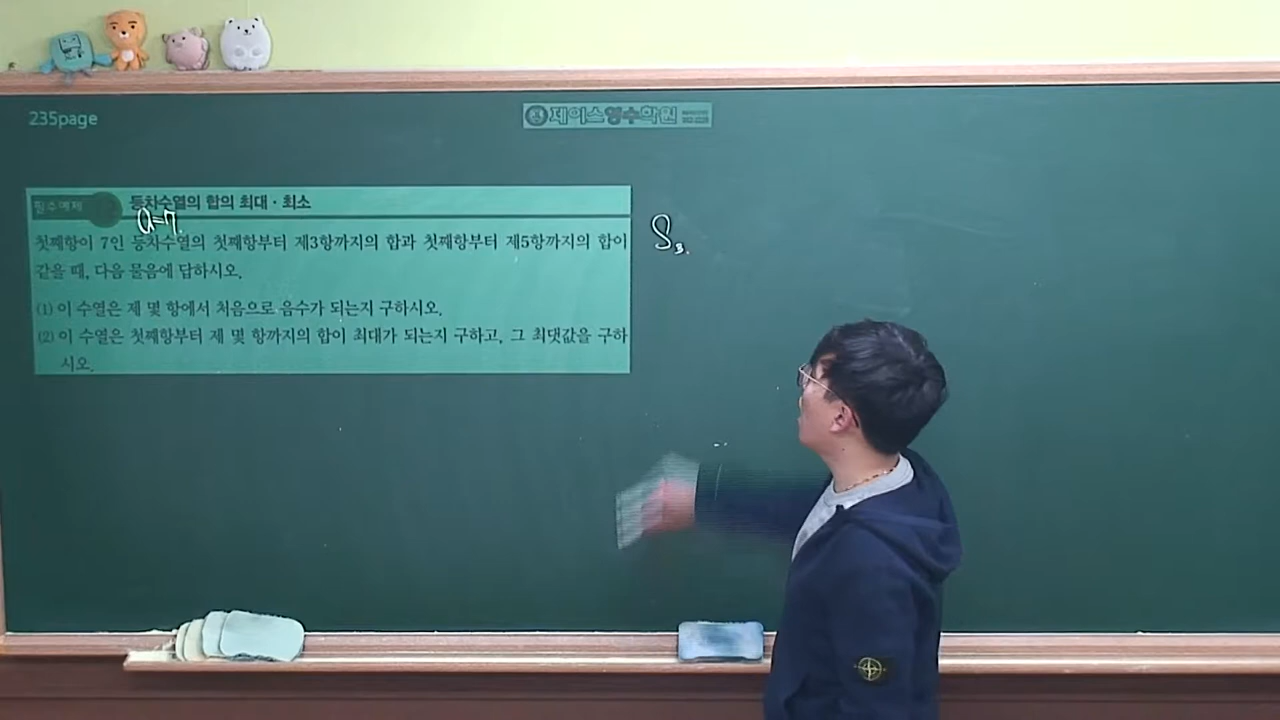 235page
제이스영수학원
필수예제
등차수열의 합의 최대 · 최소
a=7.
첫째항이 7인 등차수열의 첫째항부터 제3항까지의 합과 첫째항부터 제5항까지의 합이
같을 때, 다음 물음에 답하시오.
S₃.
(1) 이 수열은 제 몇 항에서 처음으로 음수가 되는지 구하시오.
(2) 이 수열은 첫째항부터 제 몇 항까지의 합이 최대가 되는지 구하고, 그 최댓값을 구하
시오.